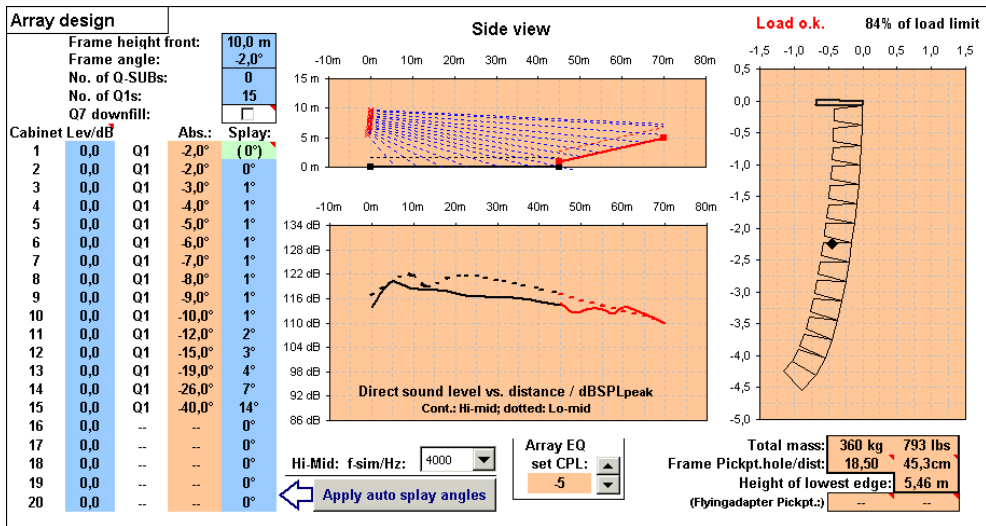 Array design
Frame height front: 10,0 m
Frame angle: -2,0°
No. of Q-SUBs: 0
No. of Q1s: 15
Q7 downfill:
Cabinet Lev/dB Abs.: Splay:
1 0,0 Q1 -2,0° ( 0°)
2 0,0 Q1 -2,0° 0°
3 0,0 Q1 -3,0° 1°
4 0,0 Q1 -4,0° 1°
5 0,0 Q1 -5,0° 1°
6 0,0 Q1 -6,0° 1°
7 0,0 Q1 -7,0° 1°
8 0,0 Q1 -8,0° 1°
9 0,0 Q1 -9,0° 1°
10 0,0 Q1 -10,0° 1°
11 0,0 Q1 -12,0° 2°
12 0,0 Q1 -15,0° 3°
13 0,0 Q1 -19,0° 4°
14 0,0 Q1 -26,0° 7°
15 0,0 Q1 -40,0° 14°
16 0,0 -- -- 0°
17 0,0 -- -- 0°
18 0,0 -- -- 0°
19 0,0 -- -- 0°
20 0,0 -- -- 0°
Side view
-10m 0m 10m 20m 30m 40m 50m 60m 70m 80m
15 m
10 m
5 m
0 m
-10m 0m 10m 20m 30m 40m 50m 60m 70m 80m
134 dB
128 dB
122 dB
116 dB
110 dB
104 dB
98 dB
92 dB
86 dB
Direct sound level vs. distance / dBSPLpeak
Cont.: Hi-mid; dotted: Lo-mid
Hi-Mid: f-sim/Hz: 4000
Apply auto splay angles
Array EQ
set CPL:
-5
Load o.k. 84% of load limit
-1,5 -1,0 -0,5 0,0 0,5 1,0 1,5
0,5
0,0
-0,5
-1,0
-1,5
-2,0
-2,5
-3,0
-3,5
-4,0
-4,5
-5,0
Total mass: 360 kg 793 lbs
Frame Pickpt.hole/dist: 18,50 45,3cm
Height of lowest edge: 5,46 m
(Flyingadapter Pickpt.:) -- --